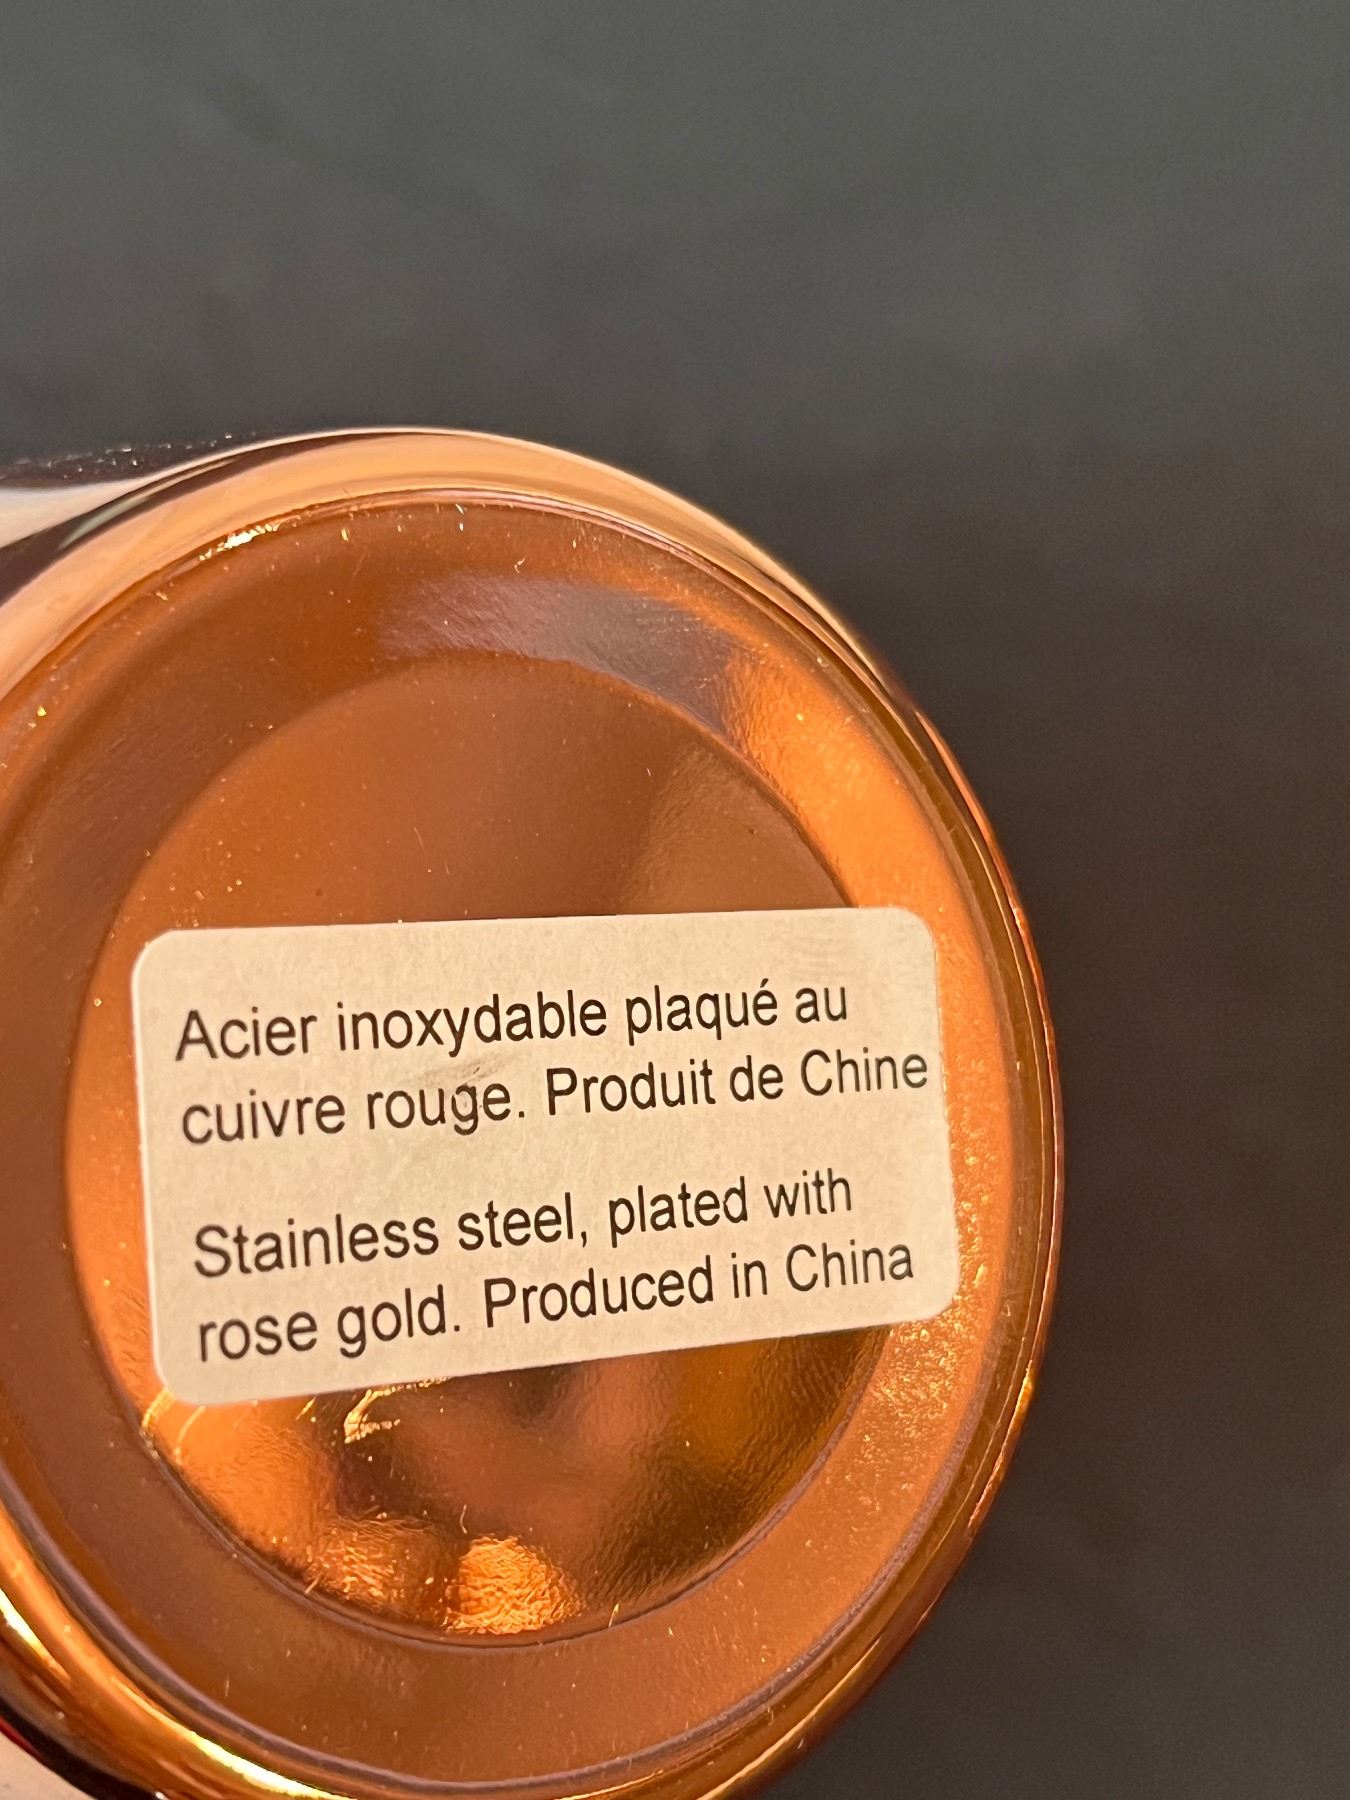 Acier inoxydable plaqué au
cuivre rouge. Produit de Chine
Stainless steel, plated with
rose gold. Produced in China